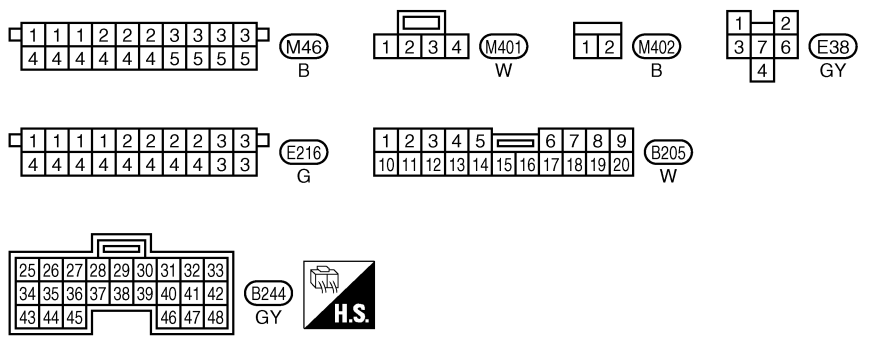 1 1 1 2 2 2 3 3 3 3
4 4 4 4 4 4 5 5 5 5
M46
B
1 2 3 4
M401
W
1 2
M402
B
1 2
3 7 6
4
E38
GY
1 1 1 1 2 2 2 2 3 3
4 4 4 4 4 4 4 4 3 3
E216
G
1 2 3 4 5 6 7 8 9
10 11 12 13 14 15 16 17 18 19 20
B205
W
25 26 27 28 29 30 31 32 33
34 35 36 37 38 39 40 41 42
43 44 45 46 47 48
B244
GY
H.S.